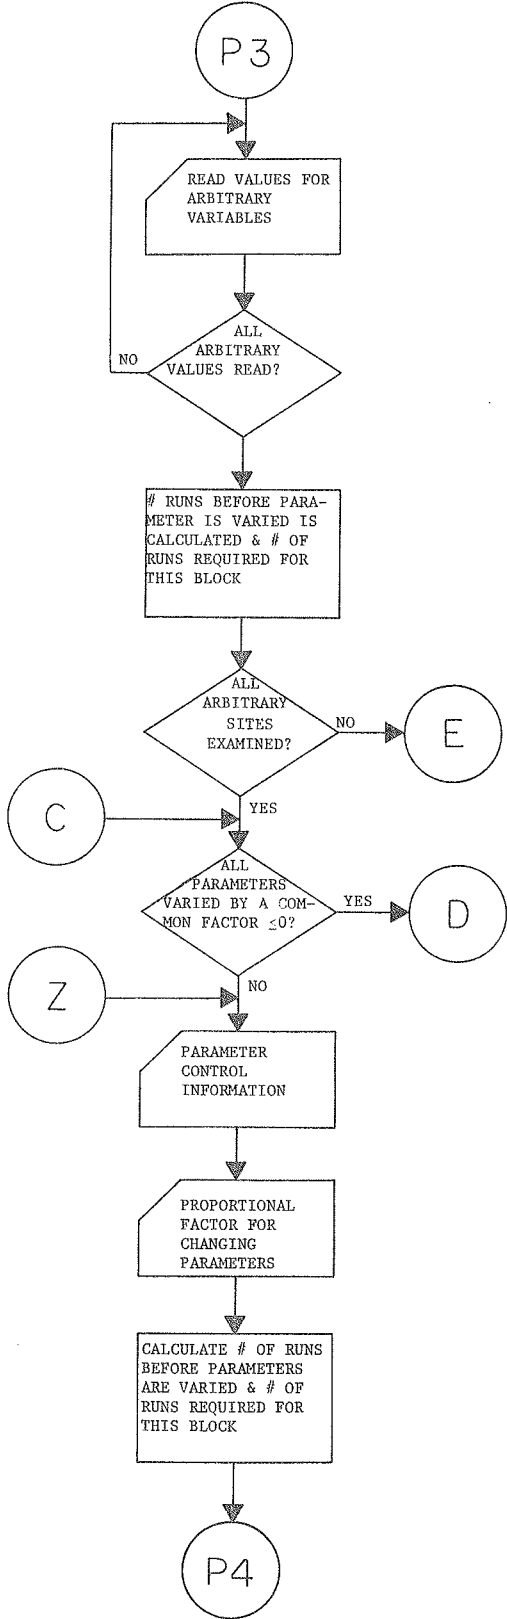 P3
READ VALUES FOR
ARBITRARY
VARIABLES
ALL
ARBITRARY
VALUES READ?
NO
# RUNS BEFORE PARA-
METER IS VARIED IS
CALCULATED & # OF
RUNS REQUIRED FOR
THIS BLOCK
ALL
ARBITRARY
SITES
EXAMINED?
NO
E
YES
C
ALL
PARAMETERS
VARIED BY A COM-
MON FACTOR ≤0?
YES
D
NO
Z
PARAMETER
CONTROL
INFORMATION
PROPORTIONAL
FACTOR FOR
CHANGING
PARAMETERS
CALCULATE # OF RUNS
BEFORE PARAMETERS
ARE VARIED & # OF
RUNS REQUIRED FOR
THIS BLOCK
P4